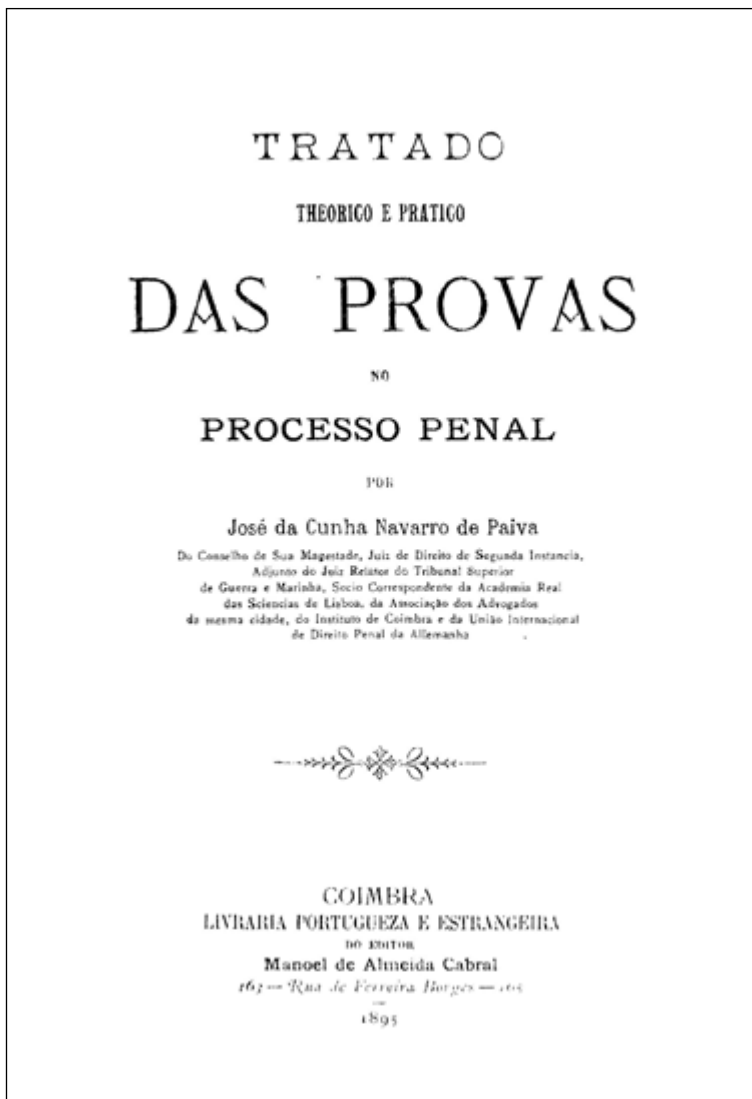 TRATADO
THEORICO E PRATICO
DAS PROVAS
NO
PROCESSO PENAL
POR
José da Cunha Navarro de Paiva
Do Conselho de Sua Magestade, Juiz de Direito de Segunda Instancia,
Adjunto do Juiz Relator do Tribunal Superior
de Guerra e Marinha, Socio Correspondente da Academia Real
das Sciencias de Lisboa, da Associação dos Advogados
da mesma cidade, do Instituto de Coimbra e da União Internacional
de Direito Penal da Allemanha
COIMBRA
LIVRARIA PORTUGUEZA E ESTRANGEIRA
DO EDITOR
Manoel de Almeida Cabral
Rua de Ferreira Borges
1895